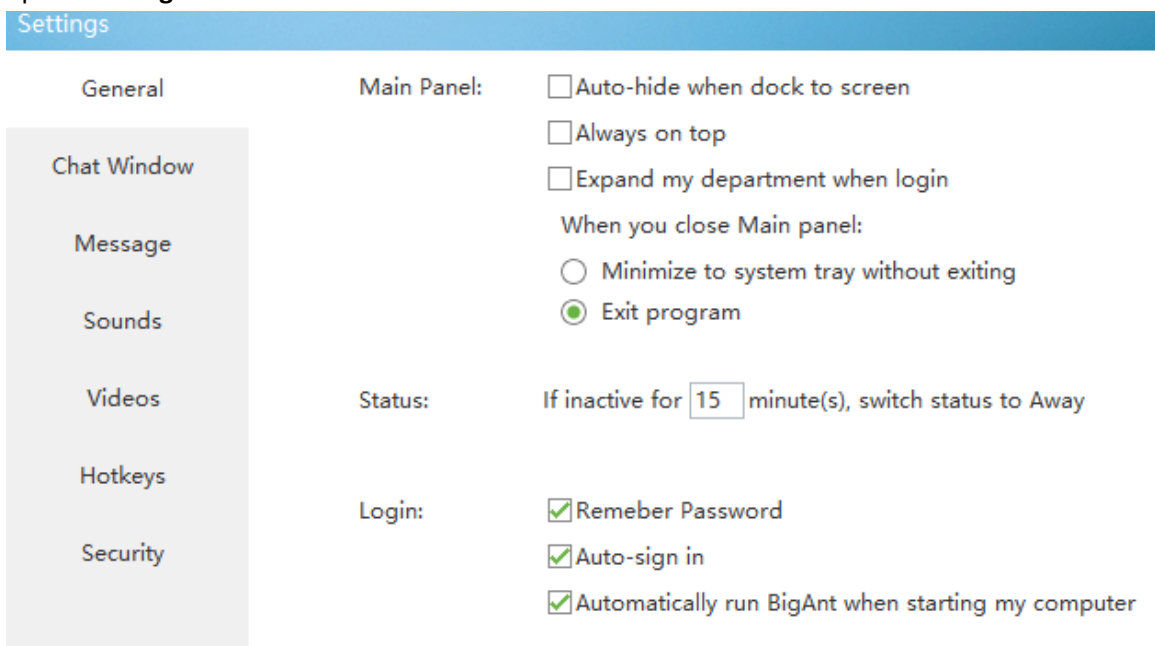 Settings
General
Main Panel:
Auto-hide when dock to screen
Always on top
Chat Window
Expand my department when login
When you close Main panel:
Message
Minimize to system tray without exiting
Sounds
Exit program
Videos
Status:
If inactive for 15 minute(s), switch status to Away
Hotkeys
Login:
Remeber Password
Security
Auto-sign in
Automatically run BigAnt when starting my computer